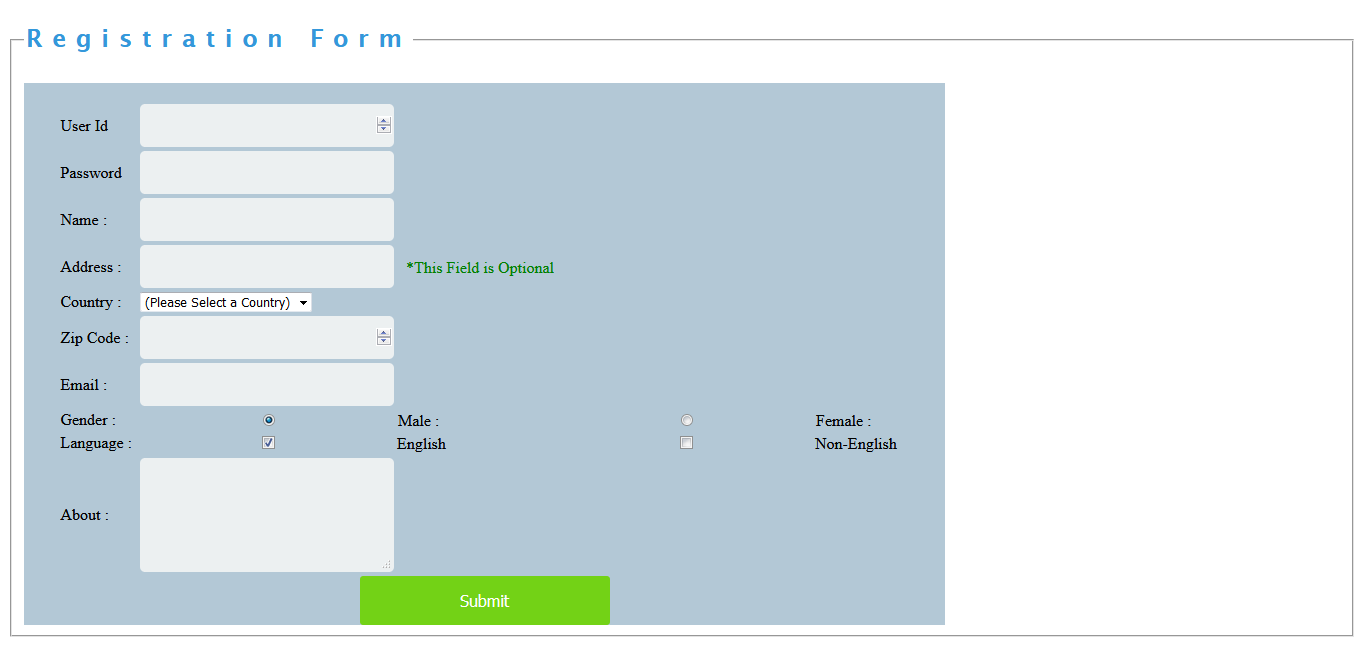 Registration Form
User Id
Password
Name :
Address : *This Field is Optional
Country : (Please Select a Country)
Zip Code :
Email :
Gender : Male : Female :
Language : English Non-English
About :
Submit